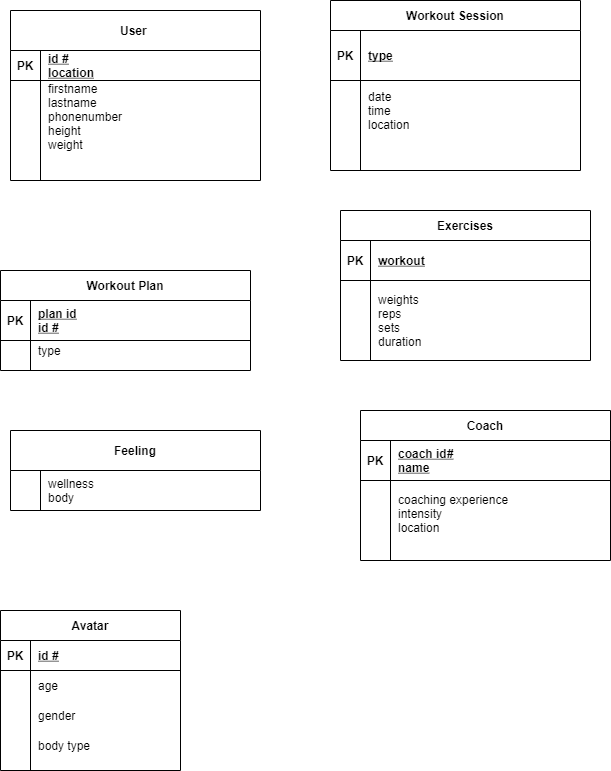 User
PK
id #
location
firstname
lastname
phonenumber
height
weight
Workout Session
PK
type
date
time
location
Exercises
PK
workout
weights
reps
sets
duration
Workout Plan
PK
plan id
id #
type
Feeling
wellness
body
Coach
PK
coach id#
name
coaching experience
intensity
location
Avatar
PK
id #
age
gender
body type